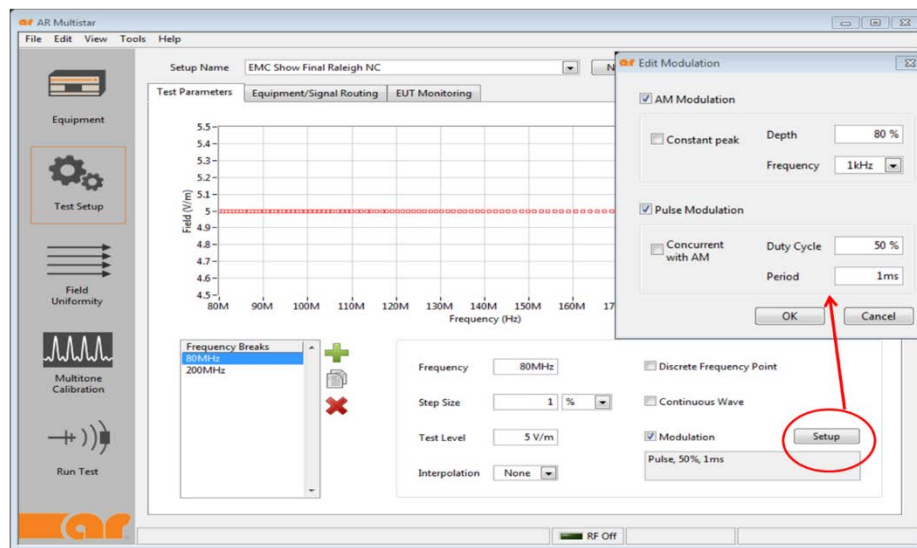 ar AR Multistar
File Edit View Tools Help
Equipment
Test Setup
Field
Uniformity
Multitone
Calibration
Run Test
ar
Setup Name EMC Show Final Raleigh NC N
Test Parameters Equipment/Signal Routing EUT Monitoring
Field (V/m)
5.5
5.4
5.3
5.2
5.1
5
4.9
4.8
4.7
4.6
4.5
80M 90M 100M 110M 120M 130M 140M 150M 160M 17
Frequency (Hz)
Frequency Breaks
80MHz
200MHz
Frequency 80MHz
Step Size 1 %
Test Level 5 V/m
Interpolation None
Discrete Frequency Point
Continuous Wave
Modulation Setup
Pulse, 50%, 1ms
RF Off
ar Edit Modulation
AM Modulation
Constant peak
Depth 80 %
Frequency 1kHz
Pulse Modulation
Concurrent
with AM
Duty Cycle 50 %
Period 1ms
OK Cancel